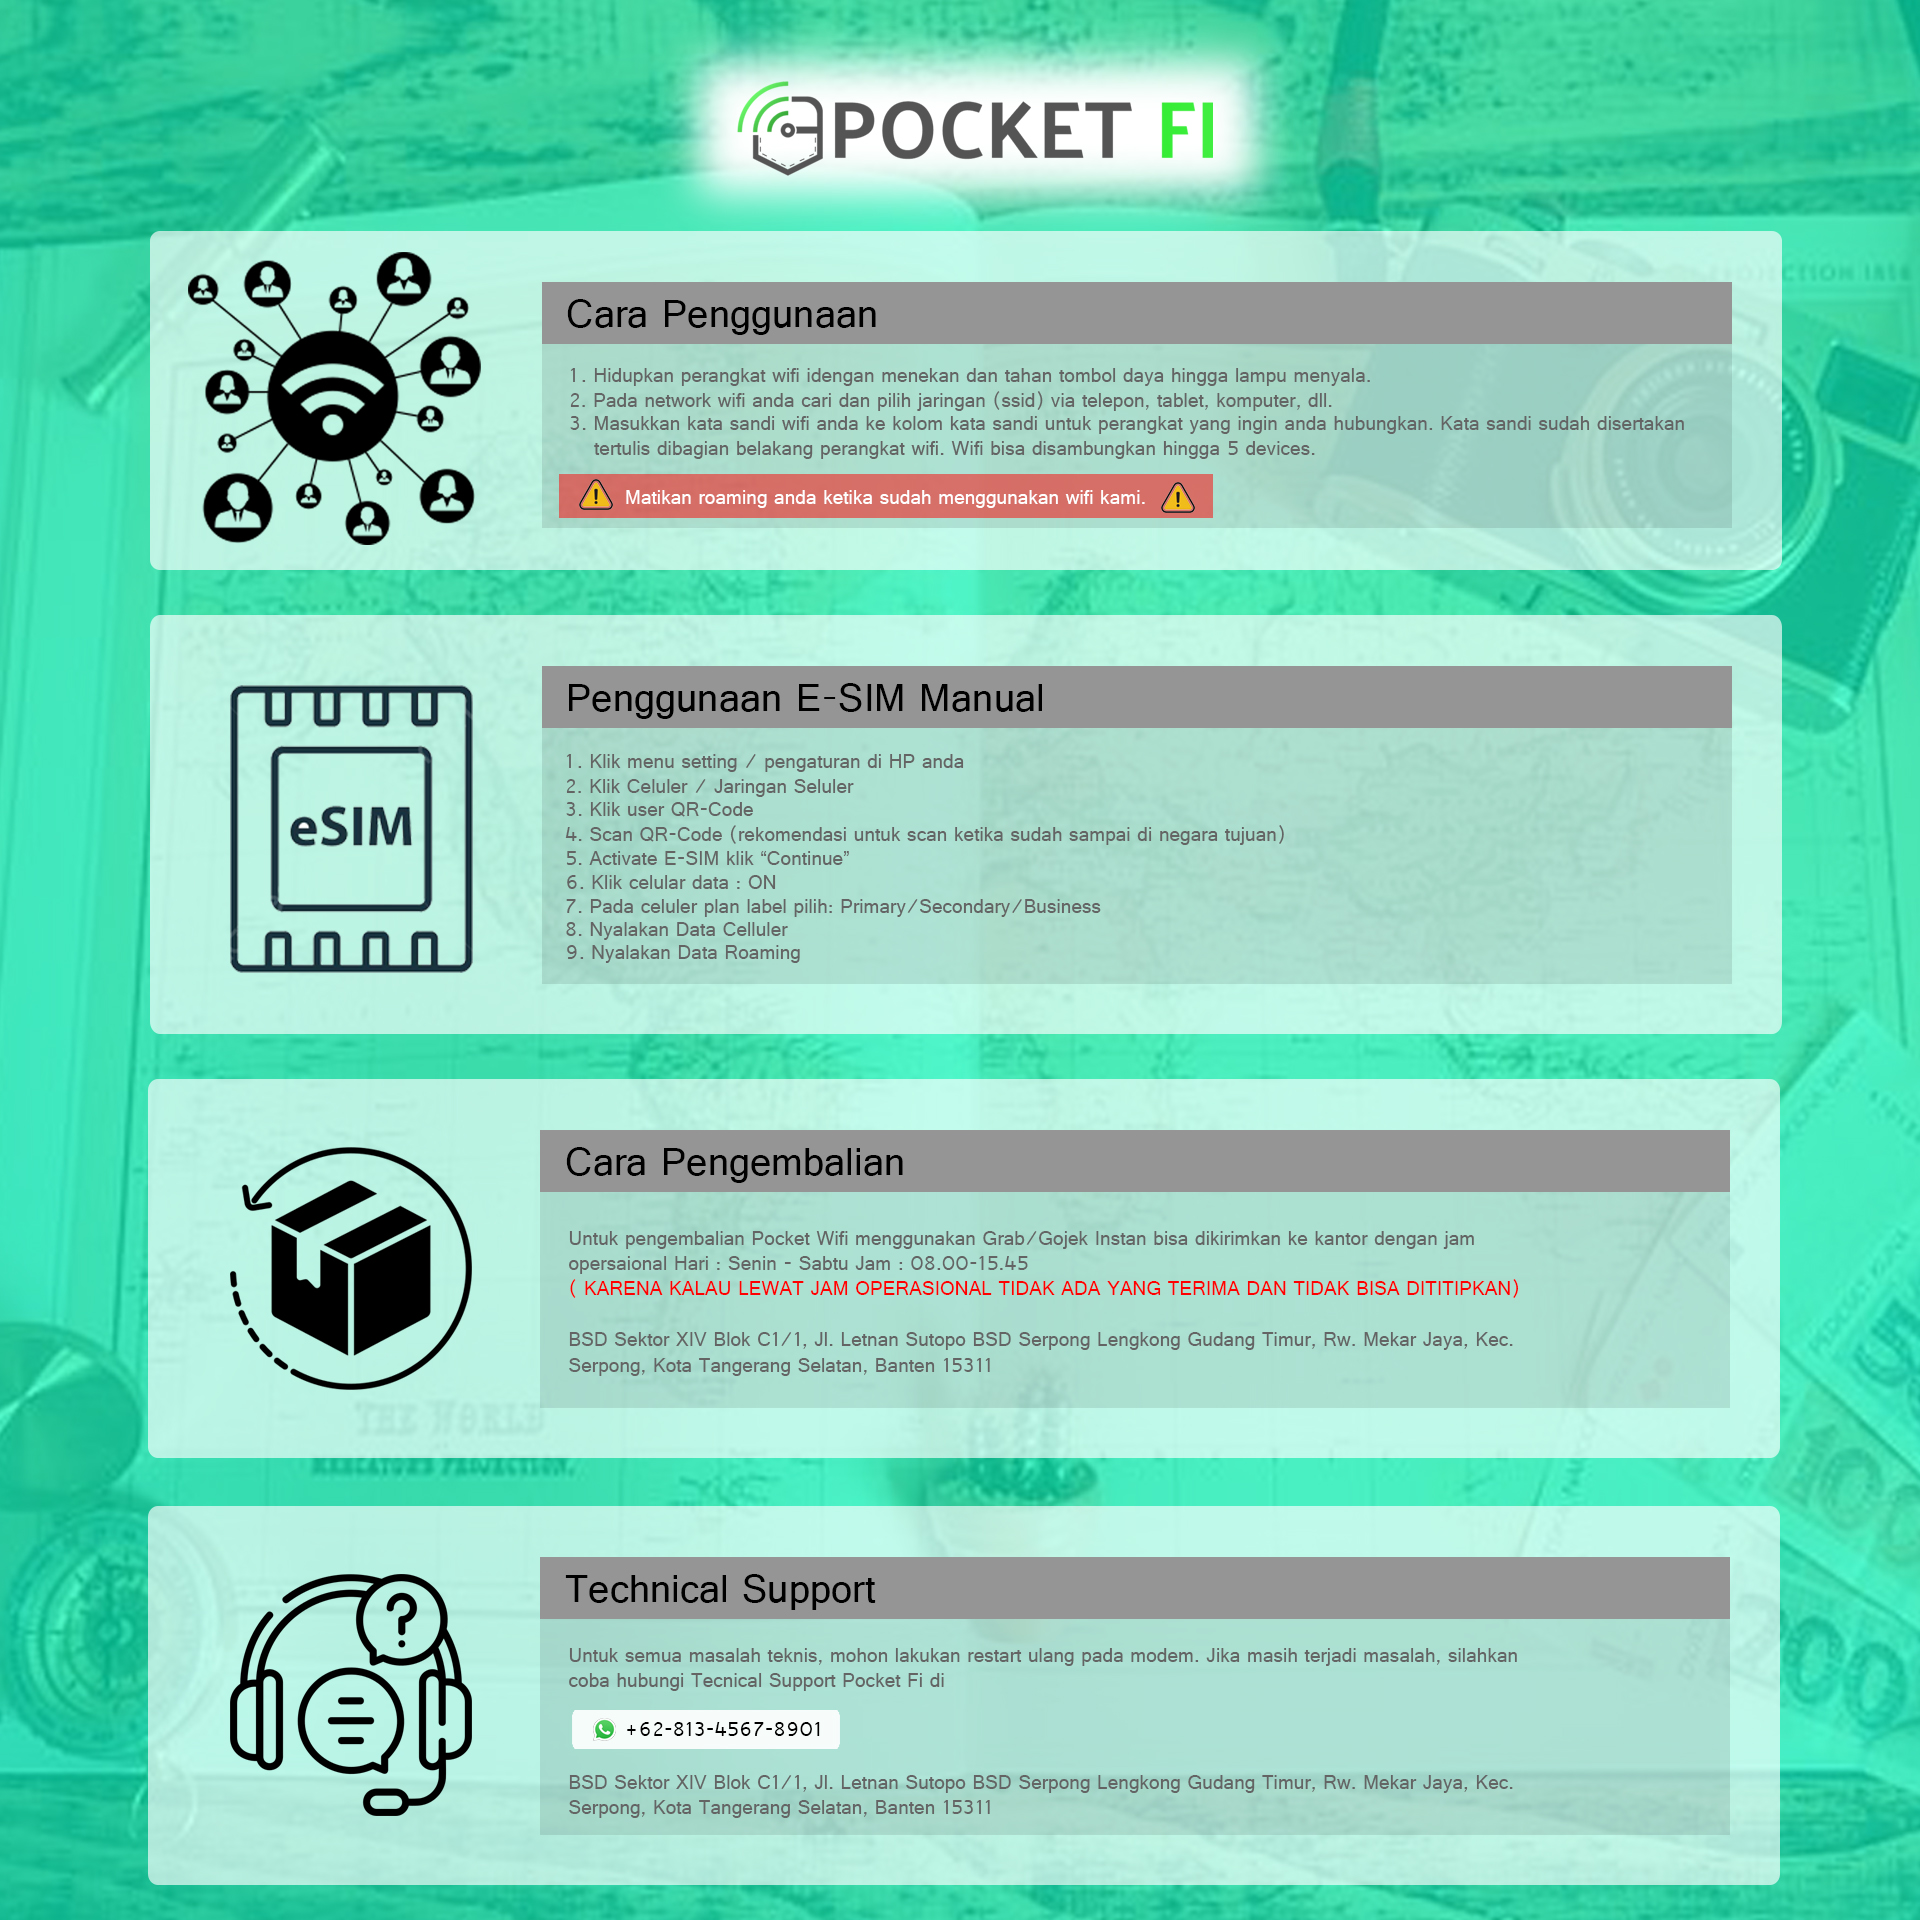 POCKET FI
Cara Penggunaan
1. Hidupkan perangkat wifi idengan menekan dan tahan tombol daya hingga lampu menyala.
2. Pada network wifi anda cari dan pilih jaringan (ssid) via telepon, tablet, komputer, dll.
3. Masukkan kata sandi wifi anda ke kolom kata sandi untuk perangkat yang ingin anda hubungkan. Kata sandi sudah disertakan
tertulis dibagian belakang perangkat wifi. Wifi bisa disambungkan hingga 5 devices.
Matikan roaming anda ketika sudah menggunakan wifi kami.
Penggunaan E-SIM Manual
eSIM
1. Klik menu setting / pengaturan di HP anda
2. Klik Celuler / Jaringan Seluler
3. Klik user QR-Code
4. Scan QR-Code (rekomendasi untuk scan ketika sudah sampai di negara tujuan)
5. Activate E-SIM klik “Continue”
6. Klik celular data : ON
7. Pada celuler plan label pilih: Primary/Secondary/Business
8. Nyalakan Data Celluler
9. Nyalakan Data Roaming
Cara Pengembalian
Untuk pengembalian Pocket Wifi menggunakan Grab/Gojek Instan bisa dikirimkan ke kantor dengan jam
opersaional Hari : Senin - Sabtu Jam : 08.00-15.45
( KARENA KALAU LEWAT JAM OPERASIONAL TIDAK ADA YANG TERIMA DAN TIDAK BISA DITITIPKAN)
BSD Sektor XIV Blok C1/1, Jl. Letnan Sutopo BSD Serpong Lengkong Gudang Timur, Rw. Mekar Jaya, Kec.
Serpong, Kota Tangerang Selatan, Banten 15311
THE WORLD
MERCATOR'S PROJECTION.
Technical Support
Untuk semua masalah teknis, mohon lakukan restart ulang pada modem. Jika masih terjadi masalah, silahkan
coba hubungi Tecnical Support Pocket Fi di
+62-813-4567-8901
BSD Sektor XIV Blok C1/1, Jl. Letnan Sutopo BSD Serpong Lengkong Gudang Timur, Rw. Mekar Jaya, Kec.
Serpong, Kota Tangerang Selatan, Banten 15311